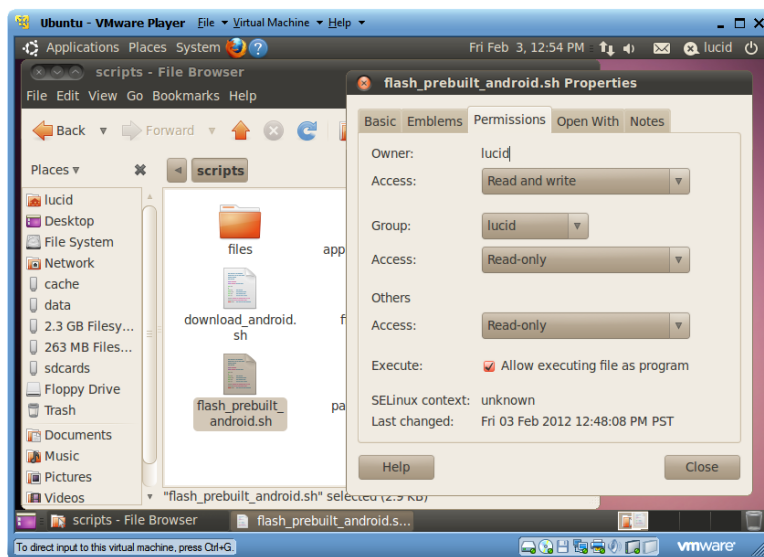 Ubuntu - VMware Player File Virtual Machine Help
Applications Places System Fri Feb 3, 12:54 PM lucid
scripts - File Browser
File Edit View Go Bookmarks Help
Back Forward
Places
scripts
lucid
Desktop
File System
Network
cache
data
2.3 GB Filesy...
263 MB Files...
sdcards
Floppy Drive
Trash
Documents
Music
Pictures
Videos
files
app
download_android.
sh
f
flash_prebuilt_
android.sh
pa
"flash_prebuilt_android.sh" selected (2.9 KB)
flash_prebuilt_android.sh Properties
Basic Emblems Permissions Open With Notes
Owner: lucid
Access: Read and write
Group: lucid
Access: Read-only
Others
Access: Read-only
Execute: Allow executing file as program
SELinux context: unknown
Last changed: Fri 03 Feb 2012 12:48:08 PM PST
Help Close
scripts - File Browser flash_prebuilt_android.s...
To direct input to this virtual machine, press Ctrl+G. vmware